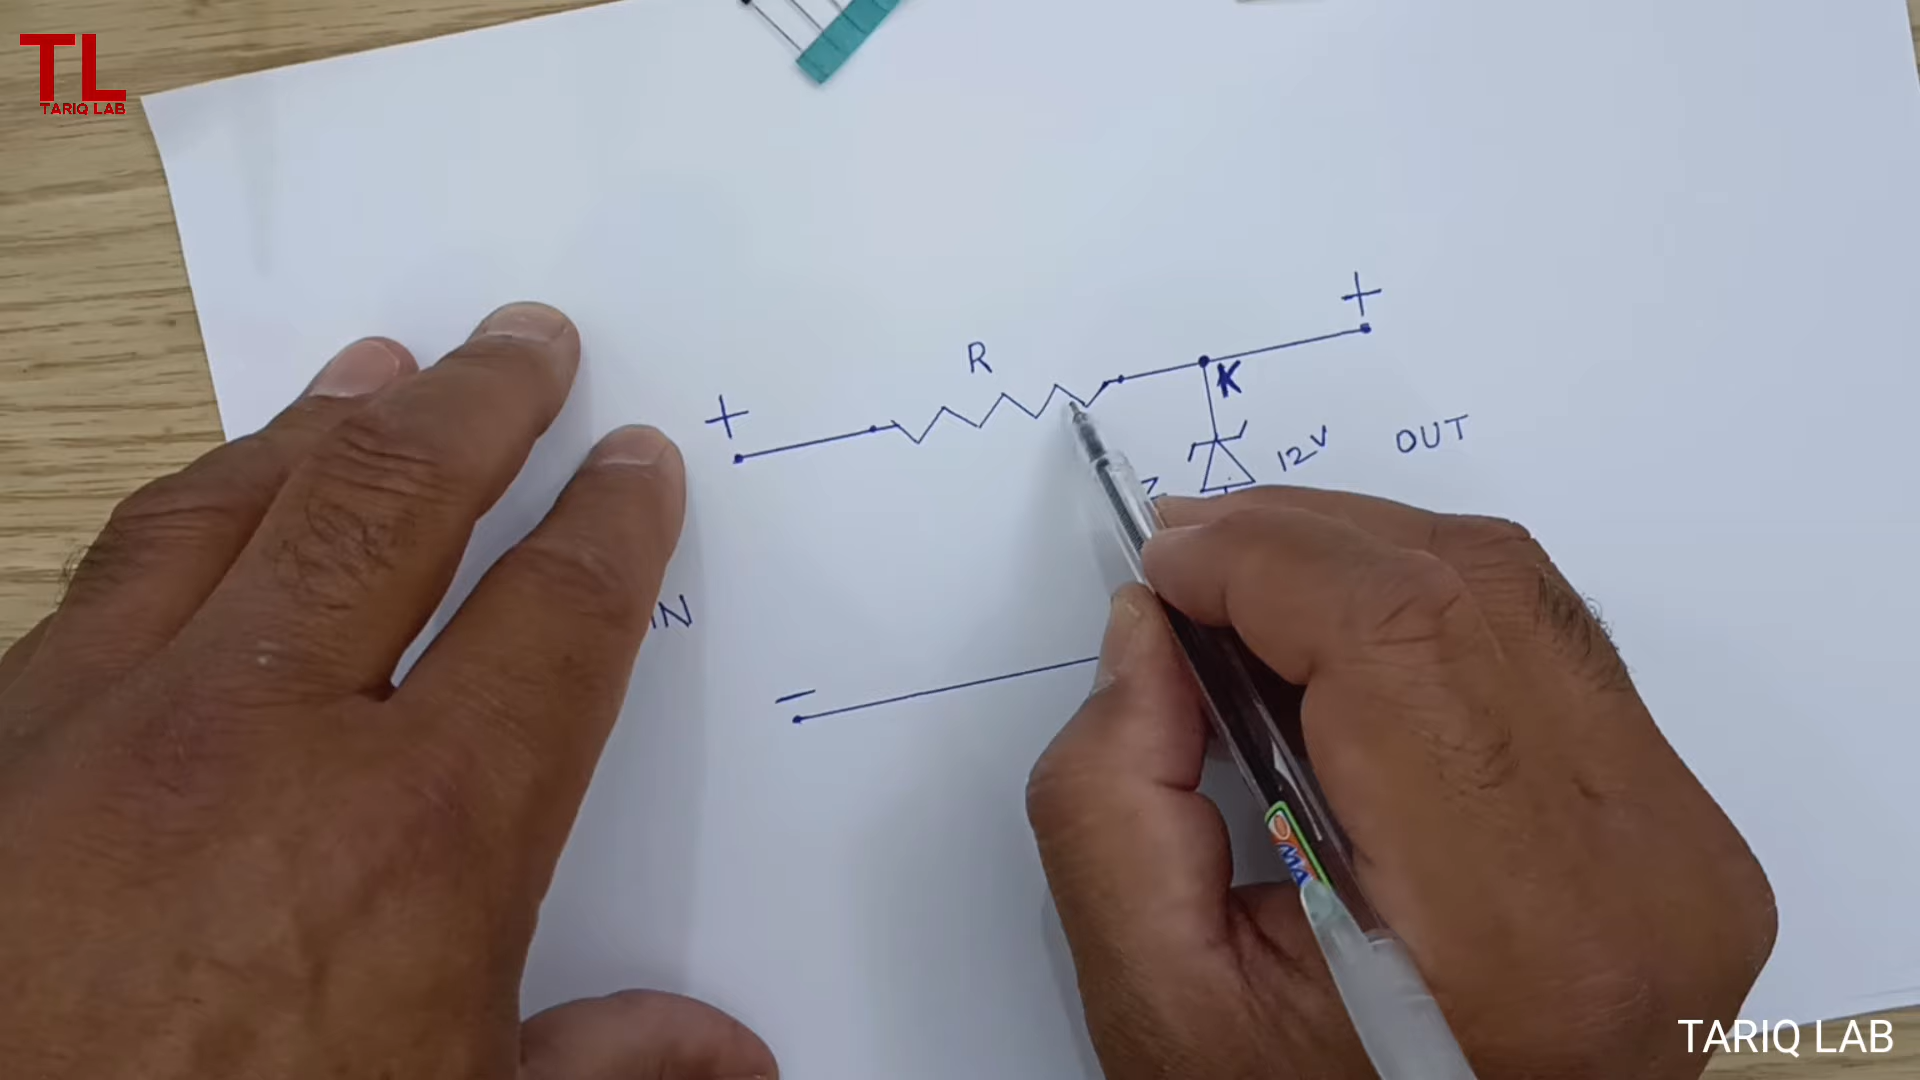 TL
TARIQ LAB
+
R
+
K
12V
OUT
Z
IN
−
TARIQ LAB